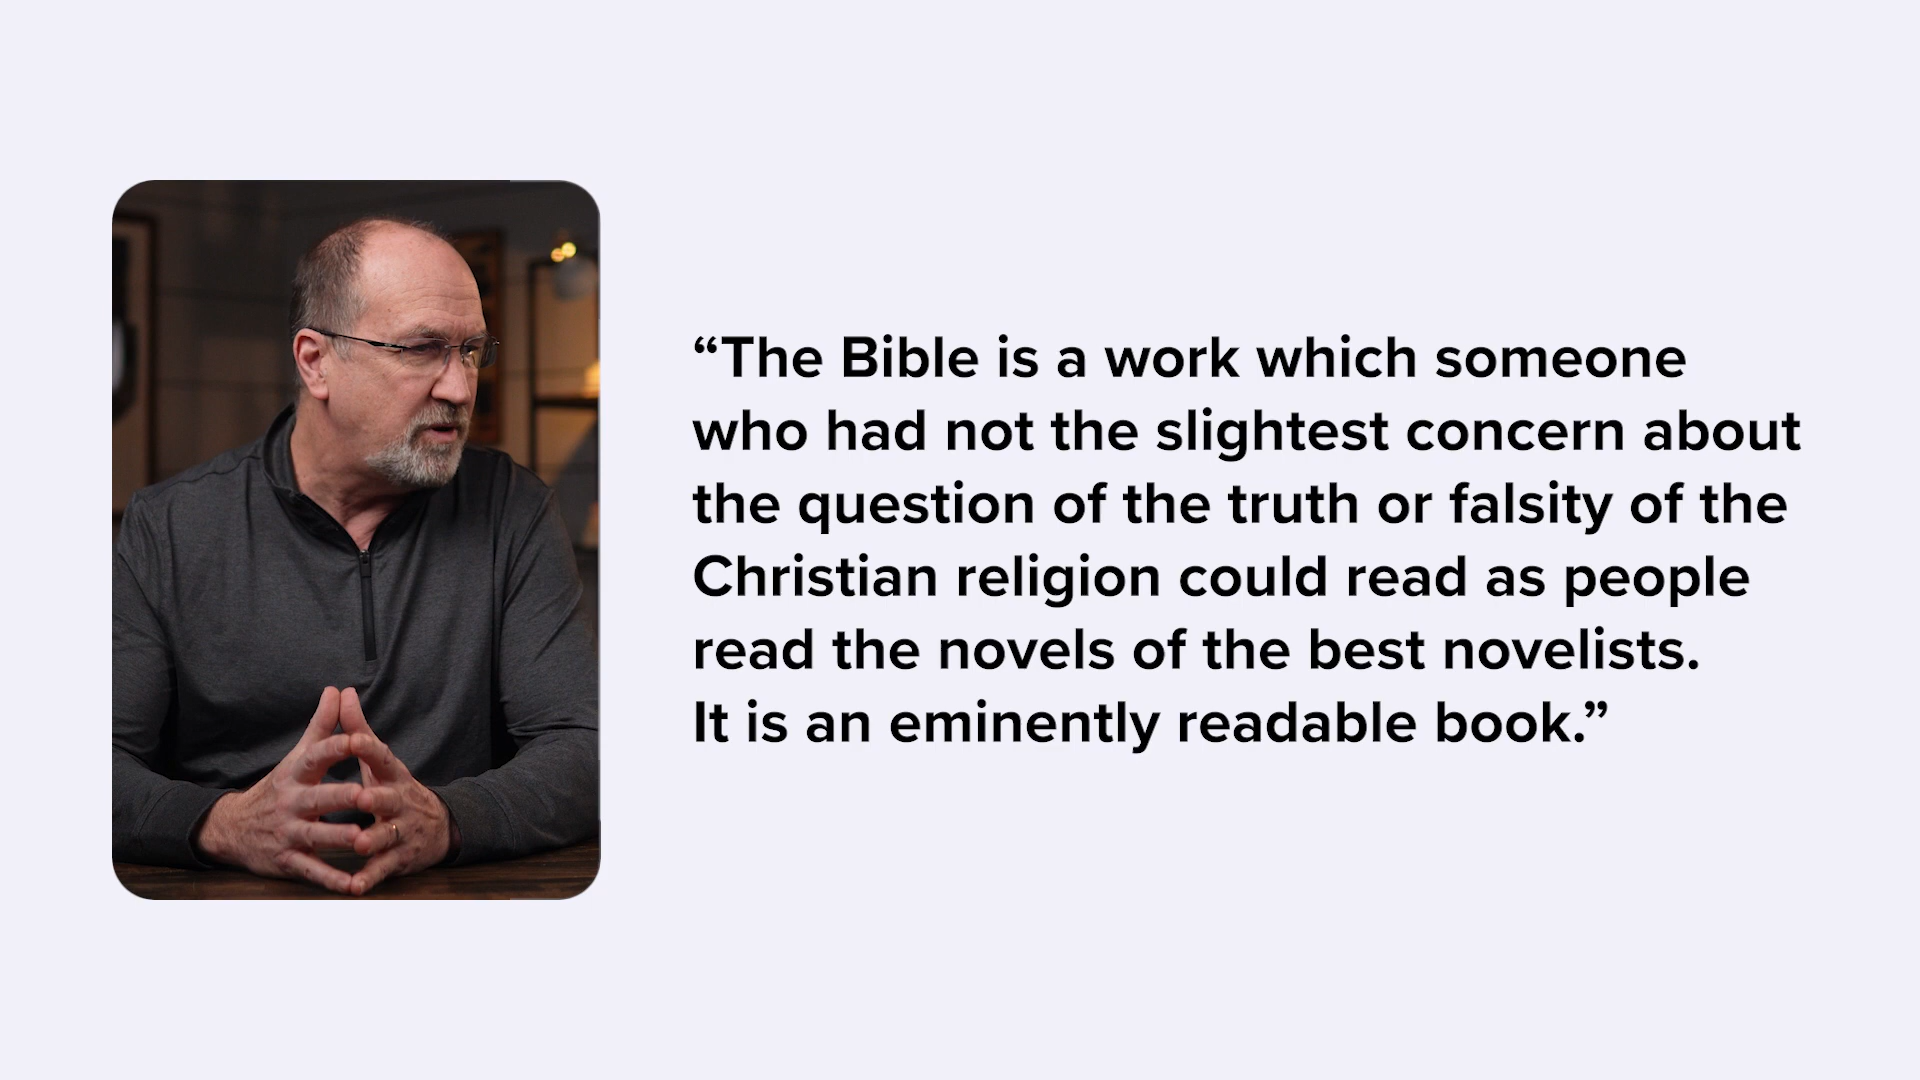 “The Bible is a work which someone
who had not the slightest concern about
the question of the truth or falsity of the
Christian religion could read as people
read the novels of the best novelists.
It is an eminently readable book.”